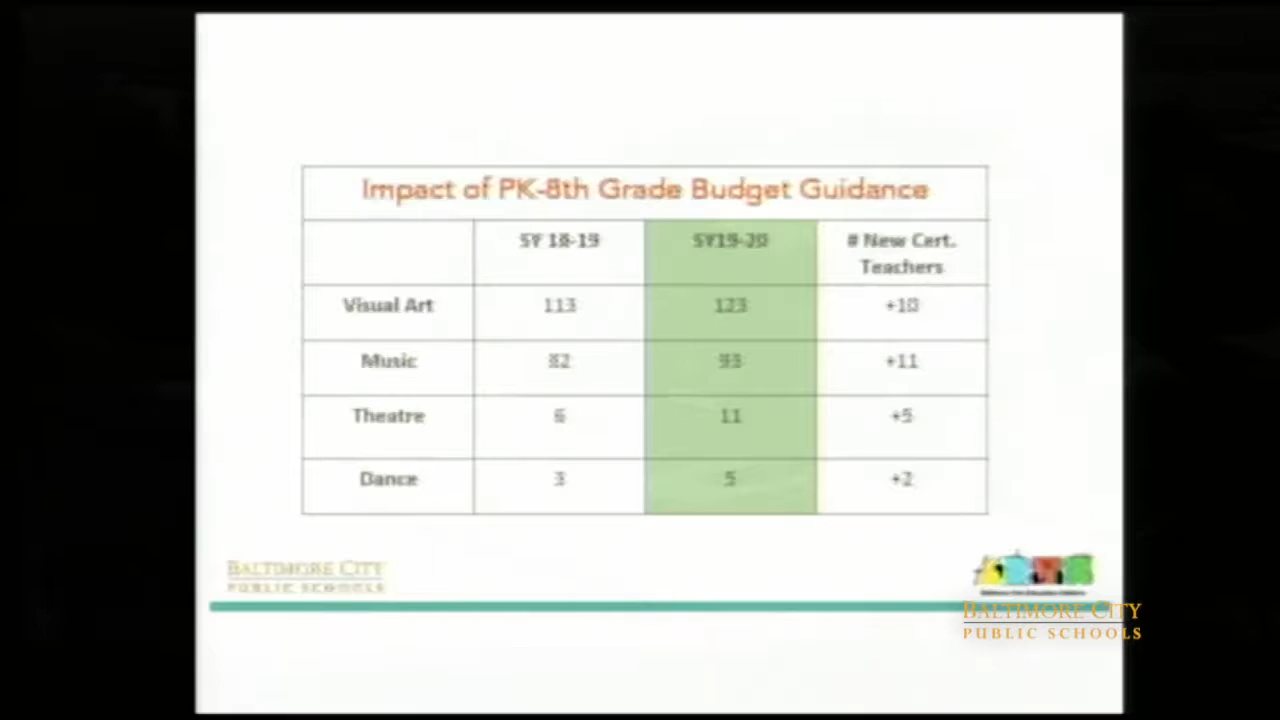 Impact of PK-8th Grade Budget Guidance
SY 18-19 SY19-20 # New Cert. Teachers
Visual Art 113 123 +10
Music 82 93 +11
Theatre 6 11 +5
Dance 3 5 +2
BALTIMORE CITY
PUBLIC SCHOOLS
ARTS
BALTIMORE CITY
PUBLIC SCHOOLS